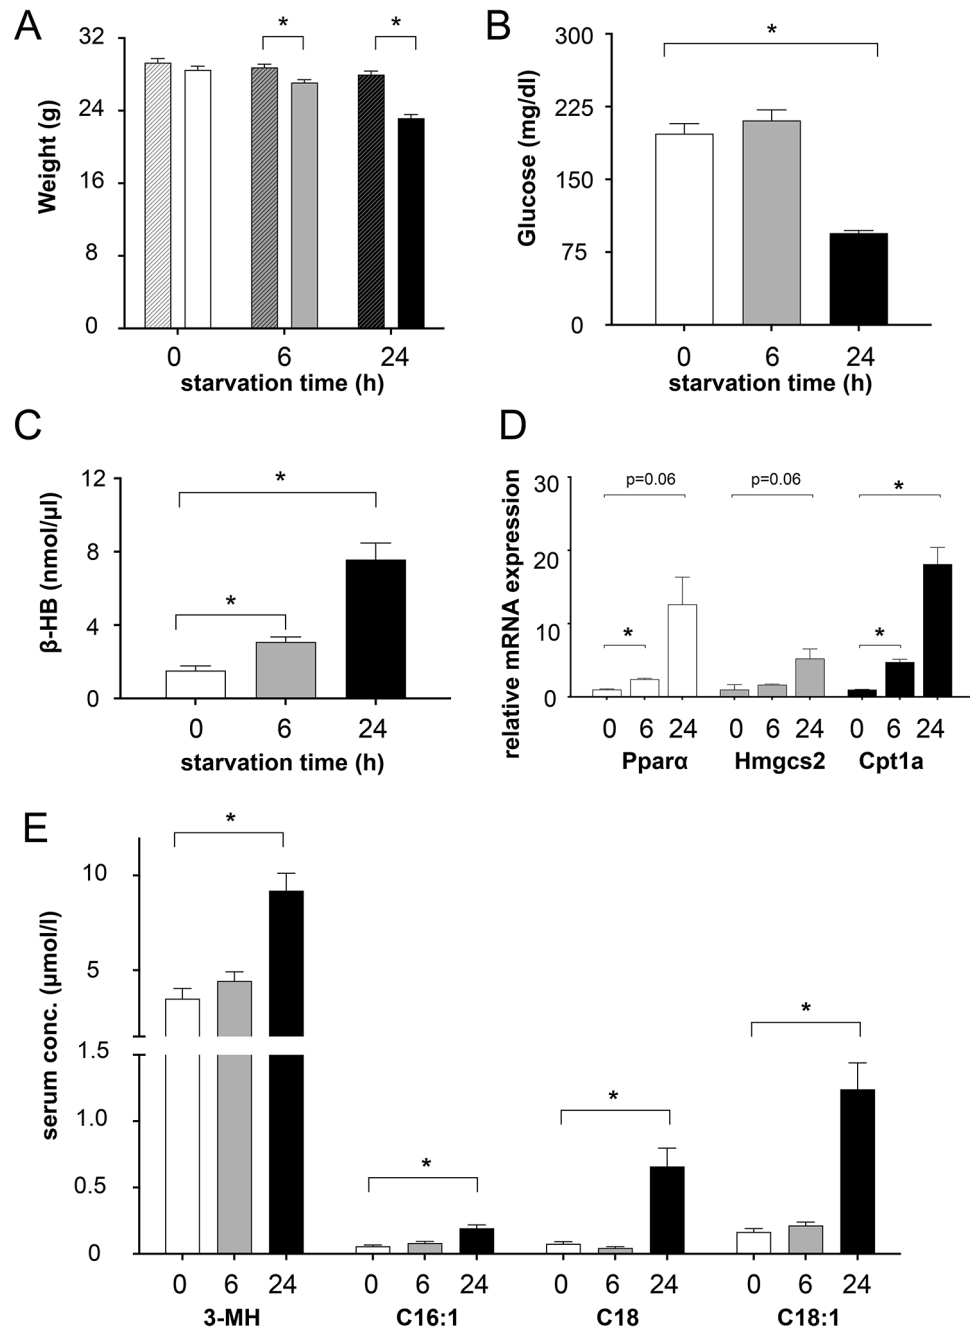 A
Weight (g)
32
24
16
8
0
*
*
0 6 24
starvation time (h)
B
Glucose (mg/dl)
300
225
150
75
0
*
0 6 24
starvation time (h)
C
β-HB (nmol/µl)
12
8
4
0
*
*
0 6 24
starvation time (h)
D
relative mRNA expression
30
20
10
0
p=0.06
p=0.06
*
*
*
0 6 24 0 6 24 0 6 24
Pparα Hmgcs2 Cpt1a
E
serum conc. (µmol/l)
10
5
1.5
1.0
0.5
0
*
*
*
*
0 6 24 0 6 24 0 6 24 0 6 24
3-MH C16:1 C18 C18:1